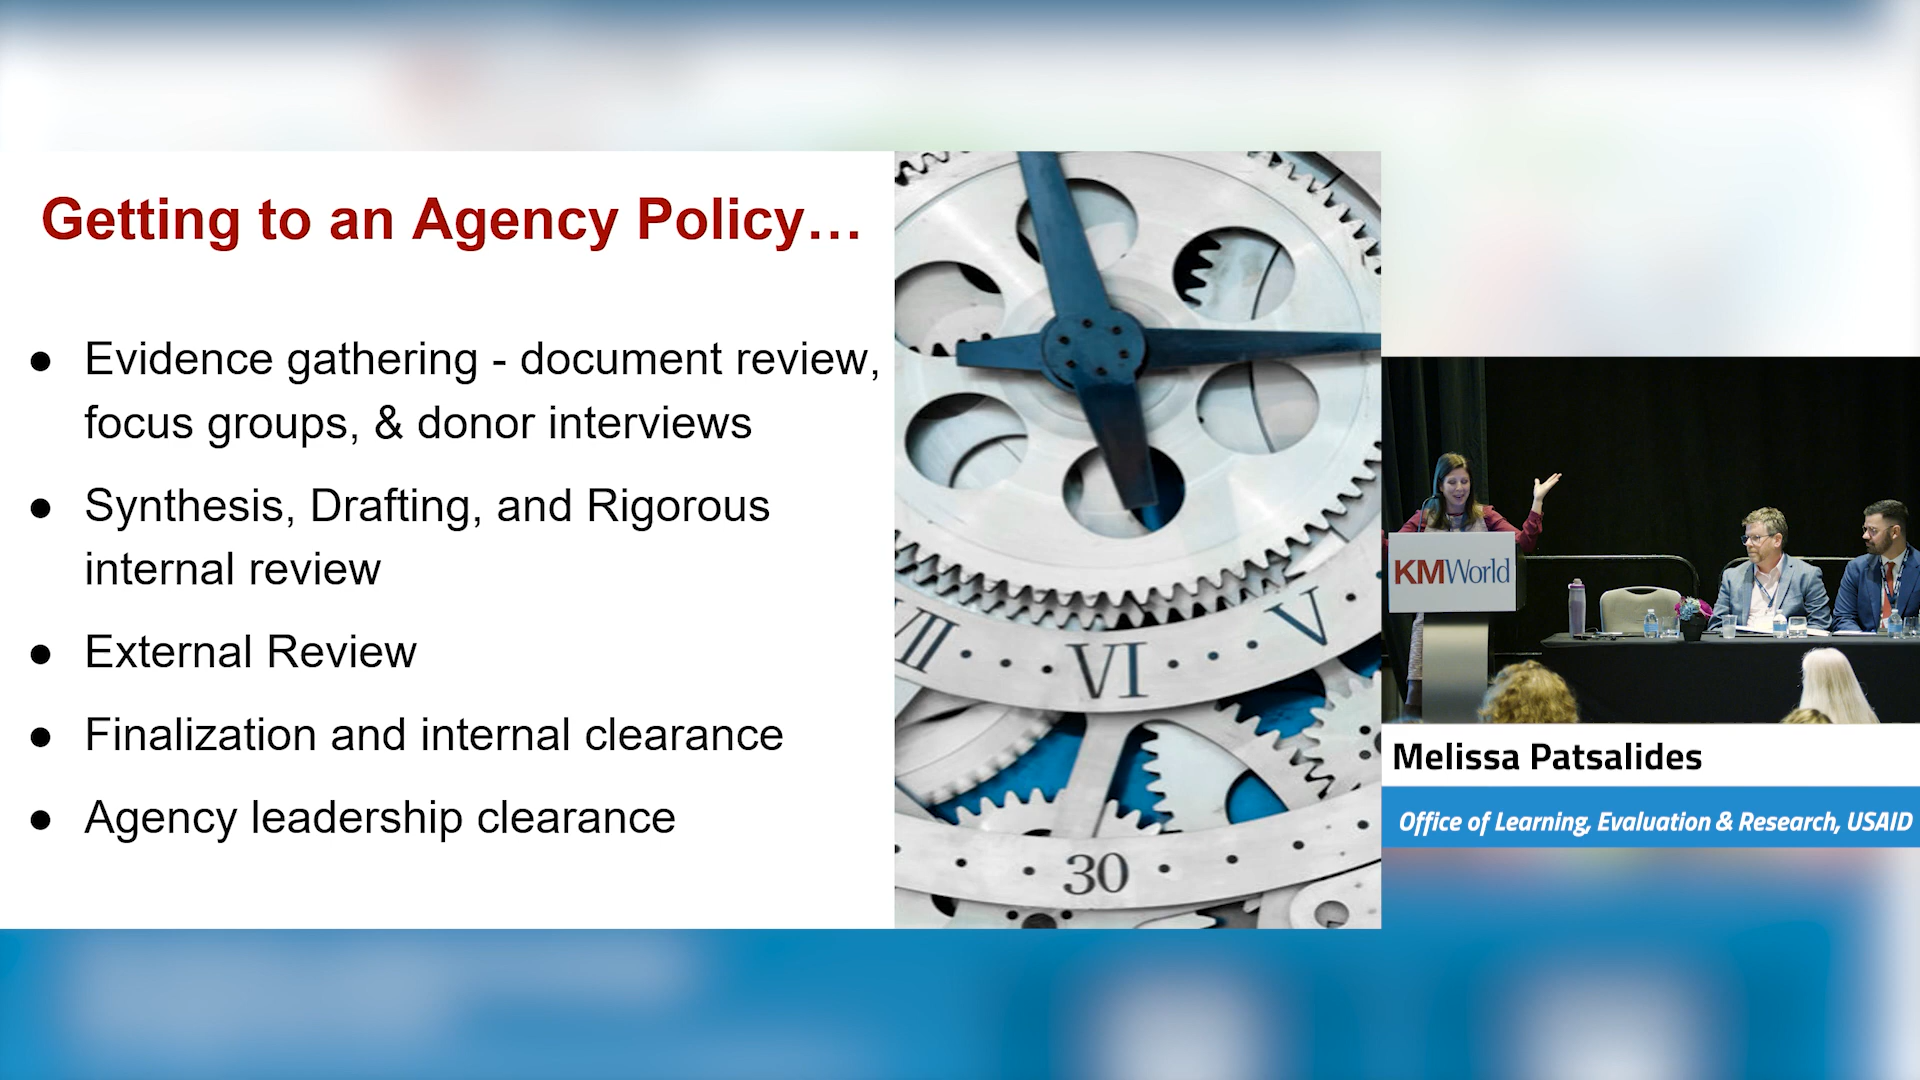 Getting to an Agency Policy…
● Evidence gathering - document review,
focus groups, & donor interviews
● Synthesis, Drafting, and Rigorous
internal review
● External Review
● Finalization and internal clearance
● Agency leadership clearance
VII
VI
V
30
KMWorld
Melissa Patsalides
Office of Learning, Evaluation & Research, USAID